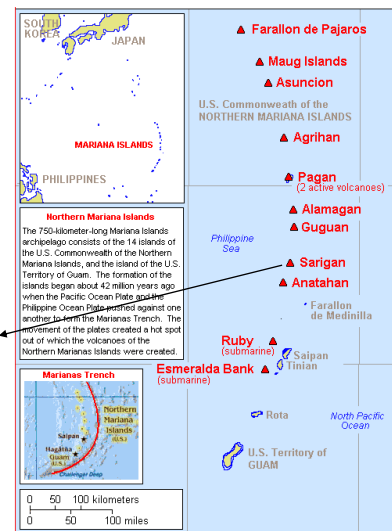 SOUTH
KOREA
JAPAN
MARIANA ISLANDS
PHILIPPINES
Northern Mariana Islands
The 750-kilometer-long Mariana Islands
archipelago consists of the 14 islands of
the U.S. Commonwealth of the Northern
Mariana Islands, and the island of the U.S.
Territory of Guam. The formation of the
islands began about 42 million years ago
when the Pacific Ocean Plate and the
Philippine Ocean Plate pushed against one
another to form the Marianas Trench. The
movement of the plates created a hot spot
out of which the volcanoes of the
Northern Marianas Islands were created.
Marianas Trench
Northern
Mariana
Islands
(U.S.)
Saipan
Hagåtña
Guam
(U.S.)
Challenger Deep
0 50 100 kilometers
0 50 100 miles
Farallon de Pajaros
Maug Islands
Asuncion
U.S. Commonweath of the
NORTHERN MARIANA ISLANDS
Agrihan
Pagan
(2 active volcanoes)
Alamagan
Guguan
Philippine
Sea
Sarigan
Anatahan
Farallon
de Medinilla
Ruby
(submarine)
Saipan
Tinian
Esmeralda Bank
(submarine)
Rota
North Pacific
Ocean
U.S. Territory of
GUAM